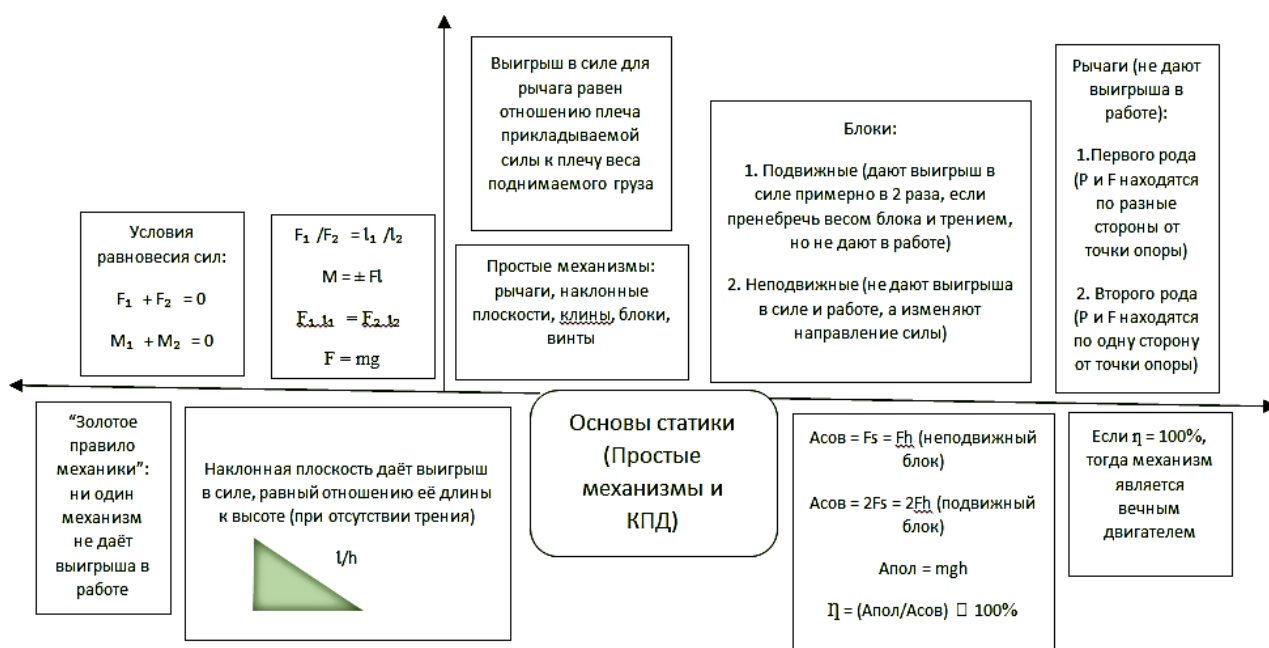 Выигрыш в силе для
рычага равен
отношению плеча
прикладываемой
силы к плечу веса
поднимаемого груза
Рычаги (не дают
выигрыша в
работе):
1.Первого рода
(P и F находятся
по разные
стороны от
точки опоры)
2. Второго рода
(P и F находятся
по одну сторону
от точки опоры)
Блоки:
1. Подвижные (дают выигрыш в
силе примерно в 2 раза, если
пренебречь весом блока и трением,
но не дают в работе)
2. Неподвижные (не дают выигрыша
в силе и работе, а изменяют
направление силы)
Условия
равновесия сил:
F₁ + F₂ = 0
M₁ + M₂ = 0
F₁ /F₂ = l₁ /l₂
M = ± Fl
F₁ l₁ = F₂ l₂
F = mg
Простые механизмы:
рычаги, наклонные
плоскости, клины, блоки,
винты
Основы статики
(Простые
механизмы и
КПД)
“Золотое
правило
механики”:
ни один
механизм
не даёт
выигрыша в
работе
Наклонная плоскость даёт выигрыш
в силе, равный отношению её длины
к высоте (при отсутствии трения)
l/h
Асов = Fs = Fh (неподвижный
блок)
Асов = 2Fs = 2Fh (подвижный
блок)
Апол = mgh
η = (Апол/Асов) □ 100%
Если η = 100%,
тогда механизм
является
вечным
двигателем